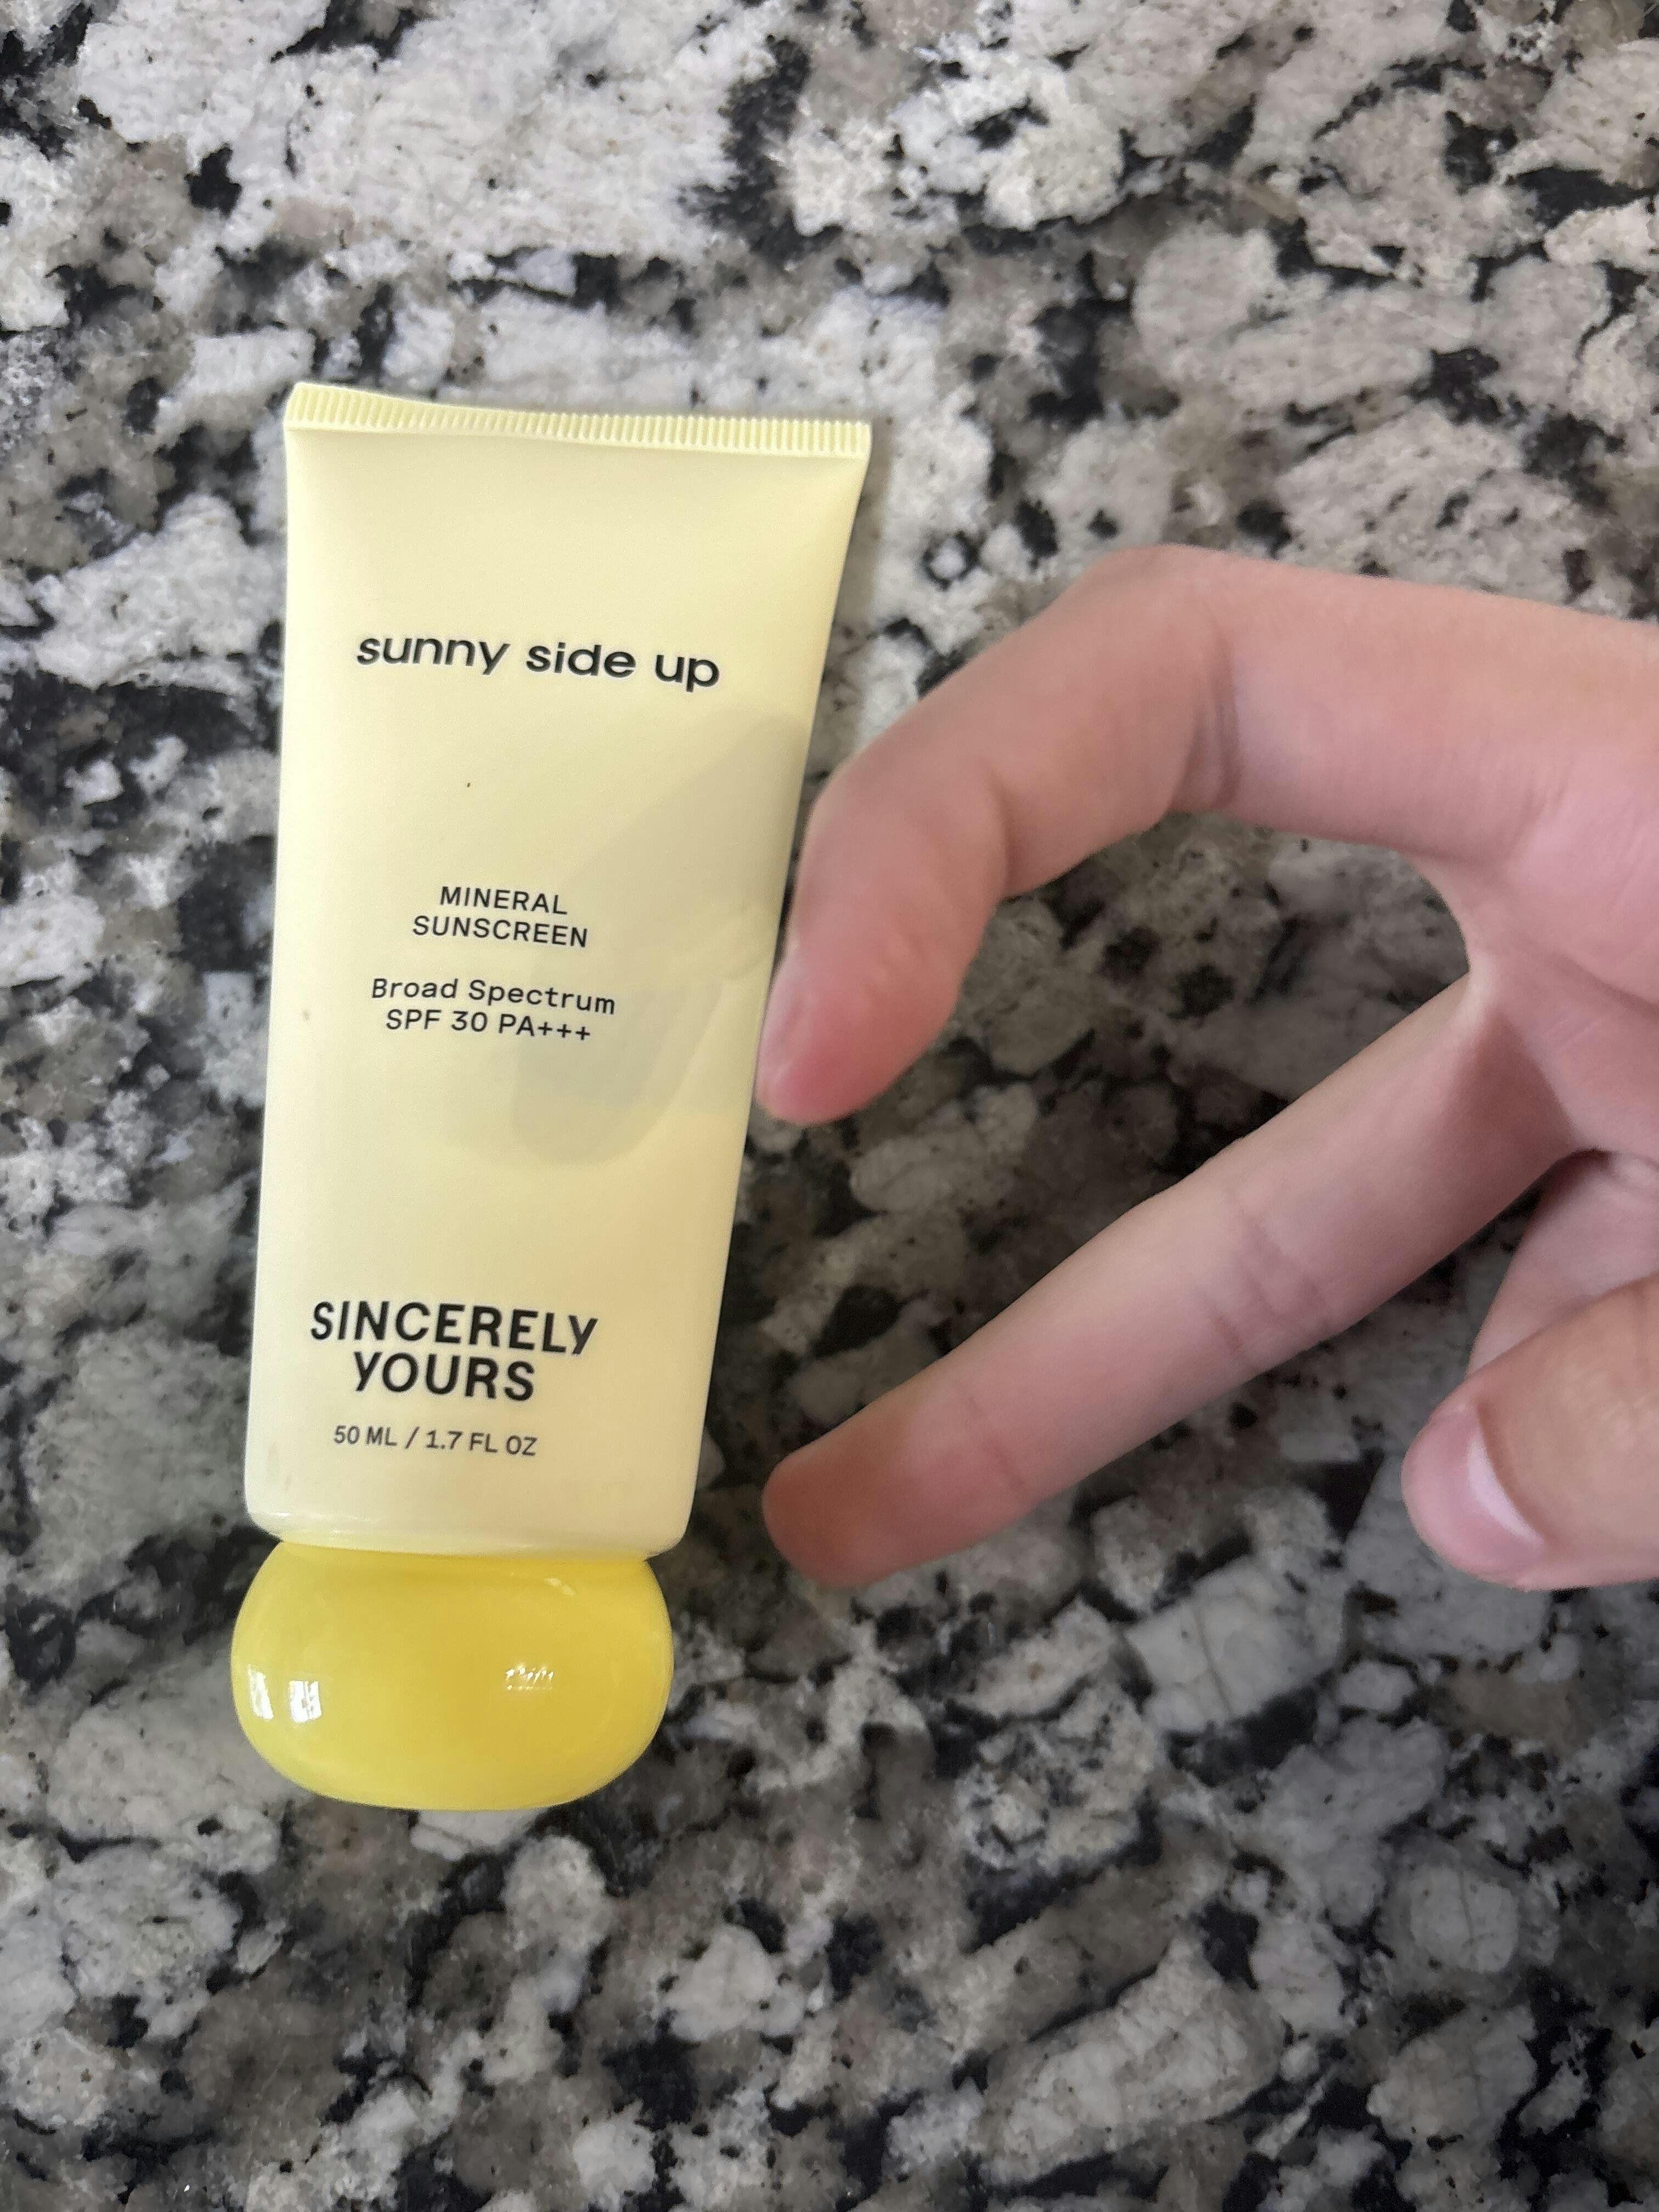 sunny side up
MINERAL
SUNSCREEN
Broad Spectrum
SPF 30 PA+++
SINCERELY
YOURS
50 ML / 1.7 FL OZ